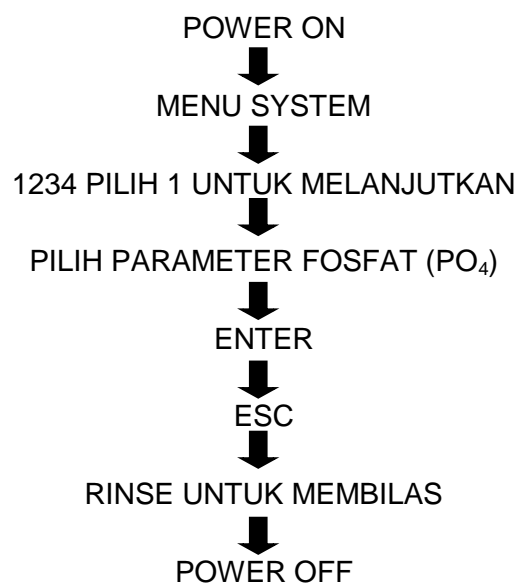 POWER ON
MENU SYSTEM
1234 PILIH 1 UNTUK MELANJUTKAN
PILIH PARAMETER FOSFAT (PO₄)
ENTER
ESC
RINSE UNTUK MEMBILAS
POWER OFF